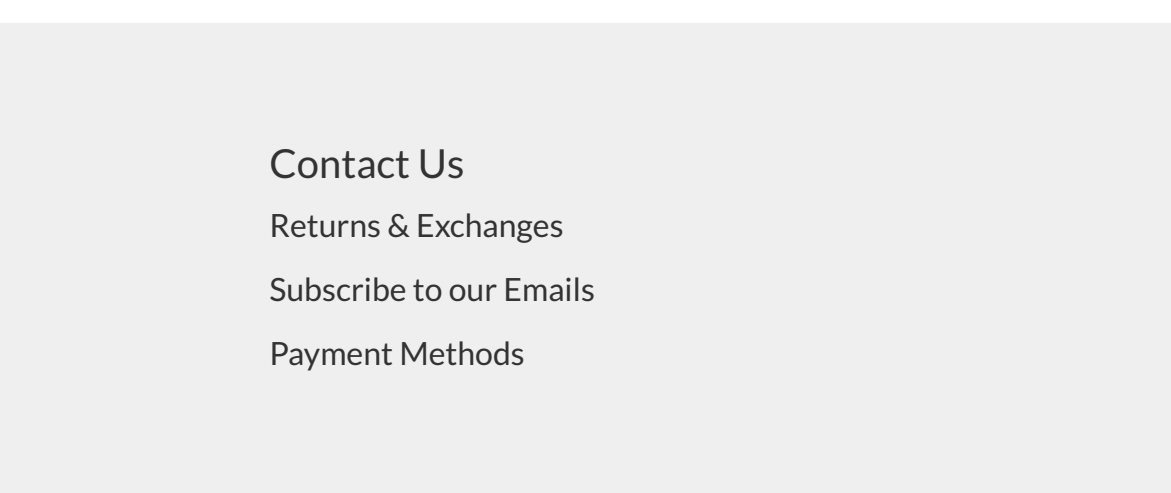 Contact Us
Returns & Exchanges
Subscribe to our Emails
Payment Methods